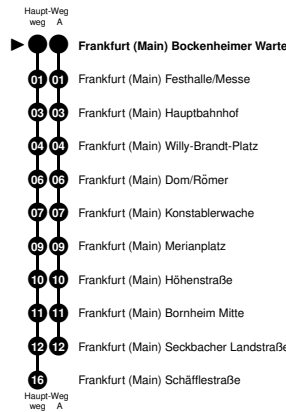 Haupt-Weg
weg A
Frankfurt (Main) Bockenheimer Warte
01 01 Frankfurt (Main) Festhalle/Messe
03 03 Frankfurt (Main) Hauptbahnhof
04 04 Frankfurt (Main) Willy-Brandt-Platz
06 06 Frankfurt (Main) Dom/Römer
07 07 Frankfurt (Main) Konstablerwache
09 09 Frankfurt (Main) Merianplatz
10 10 Frankfurt (Main) Höhenstraße
11 11 Frankfurt (Main) Bornheim Mitte
12 12 Frankfurt (Main) Seckbacher Landstraße
16 Frankfurt (Main) Schäfflestraße
Haupt-Weg
weg A